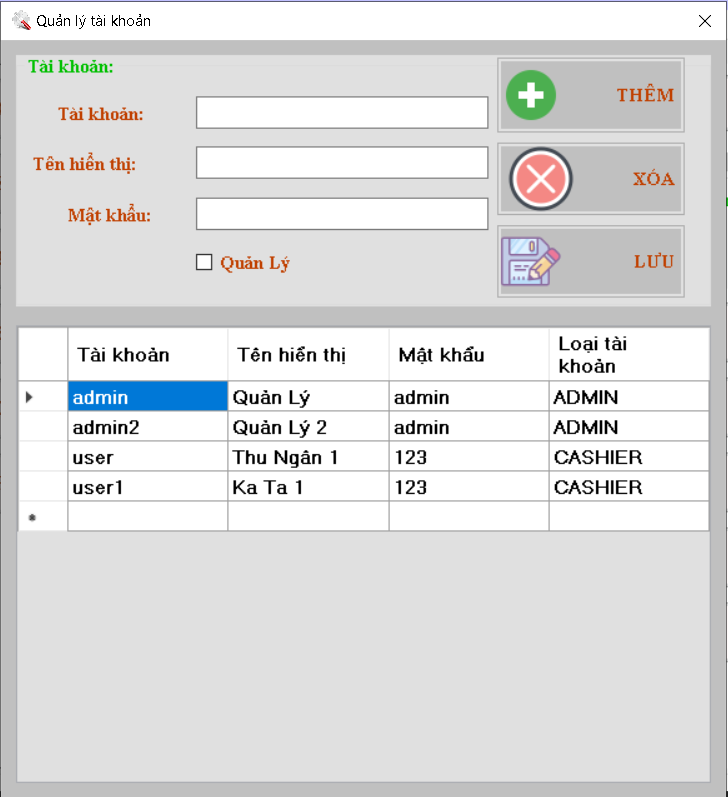 Quản lý tài khoản
Tài khoản:
Tài khoản:
THÊM
Tên hiển thị:
XÓA
Mật khẩu:
Quản Lý
LƯU
Tài khoản Tên hiển thị Mật khẩu Loại tài khoản
admin Quản Lý admin ADMIN
admin2 Quản Lý 2 admin ADMIN
user Thu Ngân 1 123 CASHIER
user1 Ka Ta 1 123 CASHIER